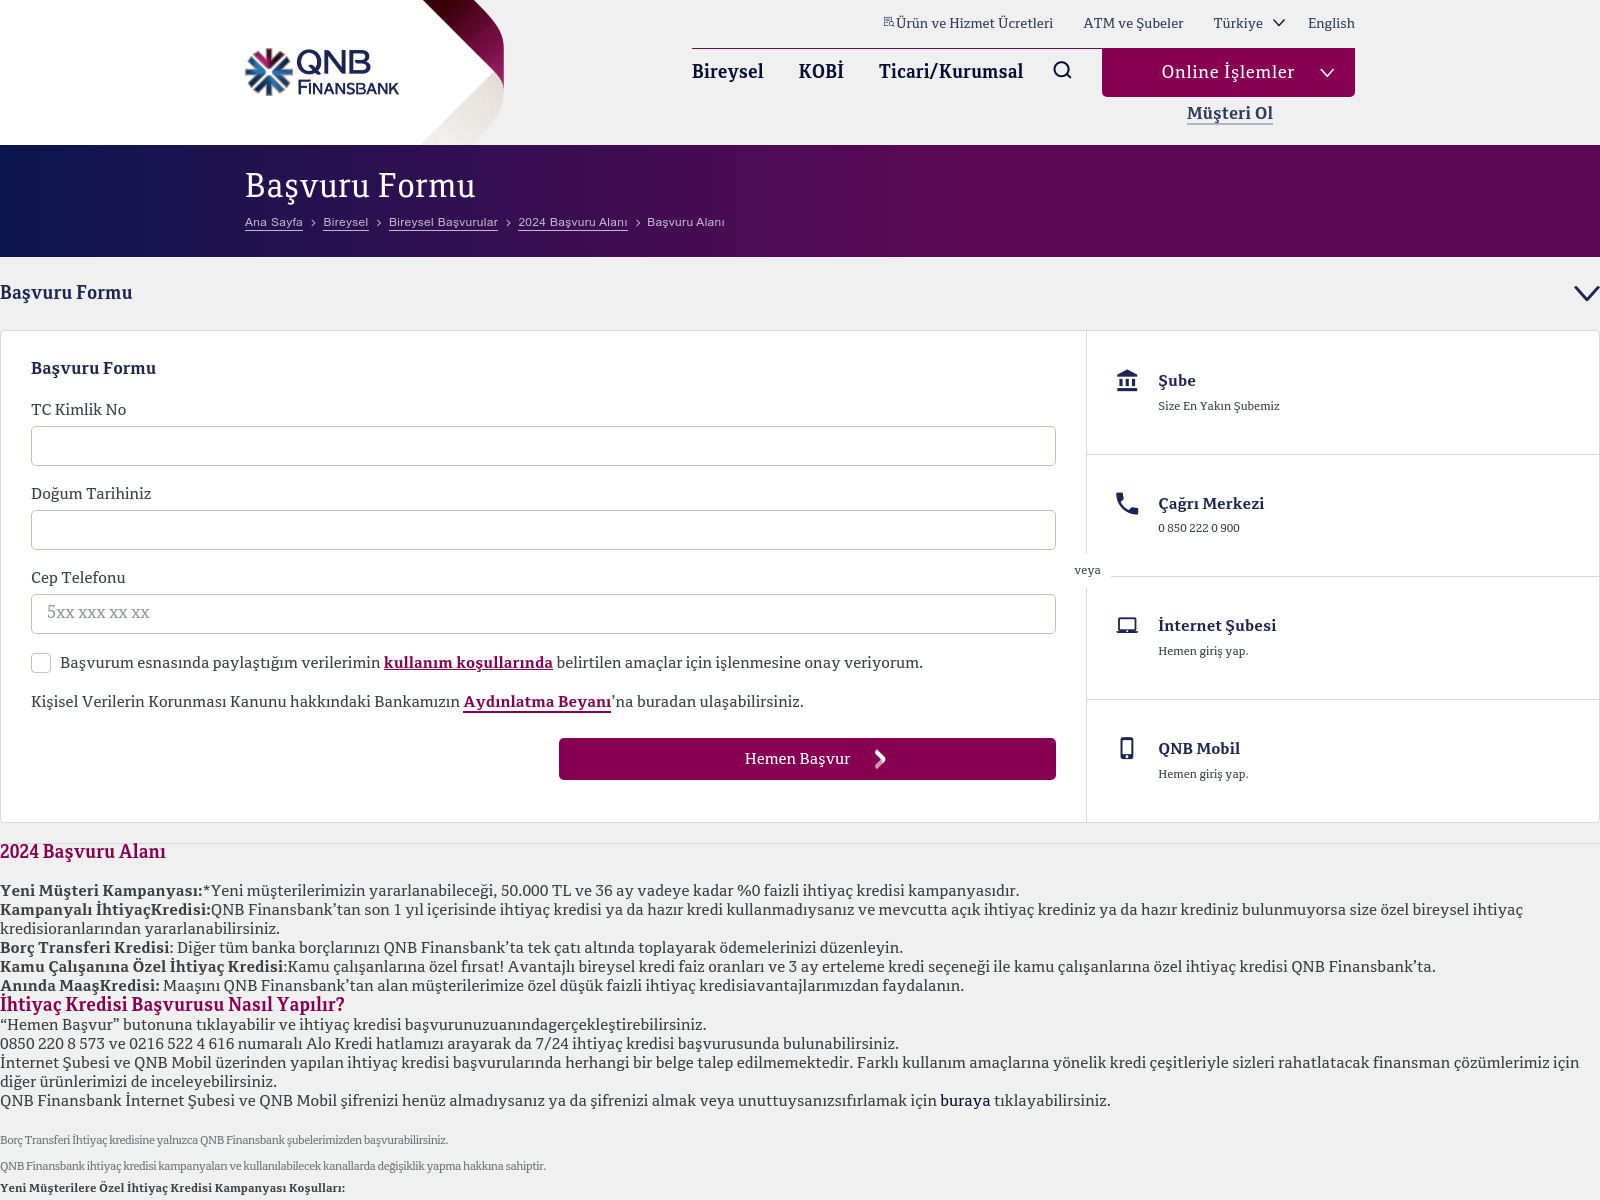 Ürün ve Hizmet Ücretleri ATM ve Şubeler Türkiye English
QNB
FİNANSBANK
Bireysel KOBİ Ticari/Kurumsal Online İşlemler
Müşteri Ol
Başvuru Formu
Ana Sayfa > Bireysel > Bireysel Başvurular > 2024 Başvuru Alanı > Başvuru Alanı
Başvuru Formu
Başvuru Formu
TC Kimlik No
Doğum Tarihiniz
Cep Telefonu
5xx xxx xx xx
Başvurum esnasında paylaştığım verilerimin kullanım koşullarında belirtilen amaçlar için işlenmesine onay veriyorum.
Kişisel Verilerin Korunması Kanunu hakkındaki Bankamızın Aydınlatma Beyanı’na buradan ulaşabilirsiniz.
Hemen Başvur
veya
Şube
Size En Yakın Şubemiz
Çağrı Merkezi
0 850 222 0 900
İnternet Şubesi
Hemen giriş yap.
QNB Mobil
Hemen giriş yap.
2024 Başvuru Alanı
Yeni Müşteri Kampanyası:*Yeni müşterilerimizin yararlanabileceği, 50.000 TL ve 36 ay vadeye kadar %0 faizli ihtiyaç kredisi kampanyasıdır.
Kampanyalı İhtiyaçKredisi:QNB Finansbank’tan son 1 yıl içerisinde ihtiyaç kredisi ya da hazır kredi kullanmadıysanız ve mevcutta açık ihtiyaç krediniz ya da hazır krediniz bulunmuyorsa size özel bireysel ihtiyaç
kredisioranlarından yararlanabilirsiniz.
Borç Transferi Kredisi: Diğer tüm banka borçlarınızı QNB Finansbank’ta tek çatı altında toplayarak ödemelerinizi düzenleyin.
Kamu Çalışanına Özel İhtiyaç Kredisi:Kamu çalışanlarına özel fırsat! Avantajlı bireysel kredi faiz oranları ve 3 ay erteleme kredi seçeneği ile kamu çalışanlarına özel ihtiyaç kredisi QNB Finansbank’ta.
Anında MaaşKredisi: Maaşını QNB Finansbank’tan alan müşterilerimize özel düşük faizli ihtiyaç kredisiavantajlarımızdan faydalanın.
İhtiyaç Kredisi Başvurusu Nasıl Yapılır?
“Hemen Başvur” butonuna tıklayabilir ve ihtiyaç kredisi başvurunuzuanındagerçekleştirebilirsiniz.
0850 220 8 573 ve 0216 522 4 616 numaralı Alo Kredi hatlamızı arayarak da 7/24 ihtiyaç kredisi başvurusunda bulunabilirsiniz.
İnternet Şubesi ve QNB Mobil üzerinden yapılan ihtiyaç kredisi başvurularında herhangi bir belge talep edilmemektedir. Farklı kullanım amaçlarına yönelik kredi çeşitleriyle sizleri rahatlatacak finansman çözümlerimiz için
diğer ürünlerimizi de inceleyebilirsiniz.
QNB Finansbank İnternet Şubesi ve QNB Mobil şifrenizi henüz almadıysanız ya da şifrenizi almak veya unuttuysanızsıfırlamak için buraya tıklayabilirsiniz.
Borç Transferi İhtiyaç kredisine yalnızca QNB Finansbank şubelerimizden başvurabilirsiniz.
QNB Finansbank ihtiyaç kredisi kampanyaları ve kullanılabilecek kanallarda değişiklik yapma hakkına sahiptir.
Yeni Müşterilere Özel İhtiyaç Kredisi Kampanyası Koşulları: